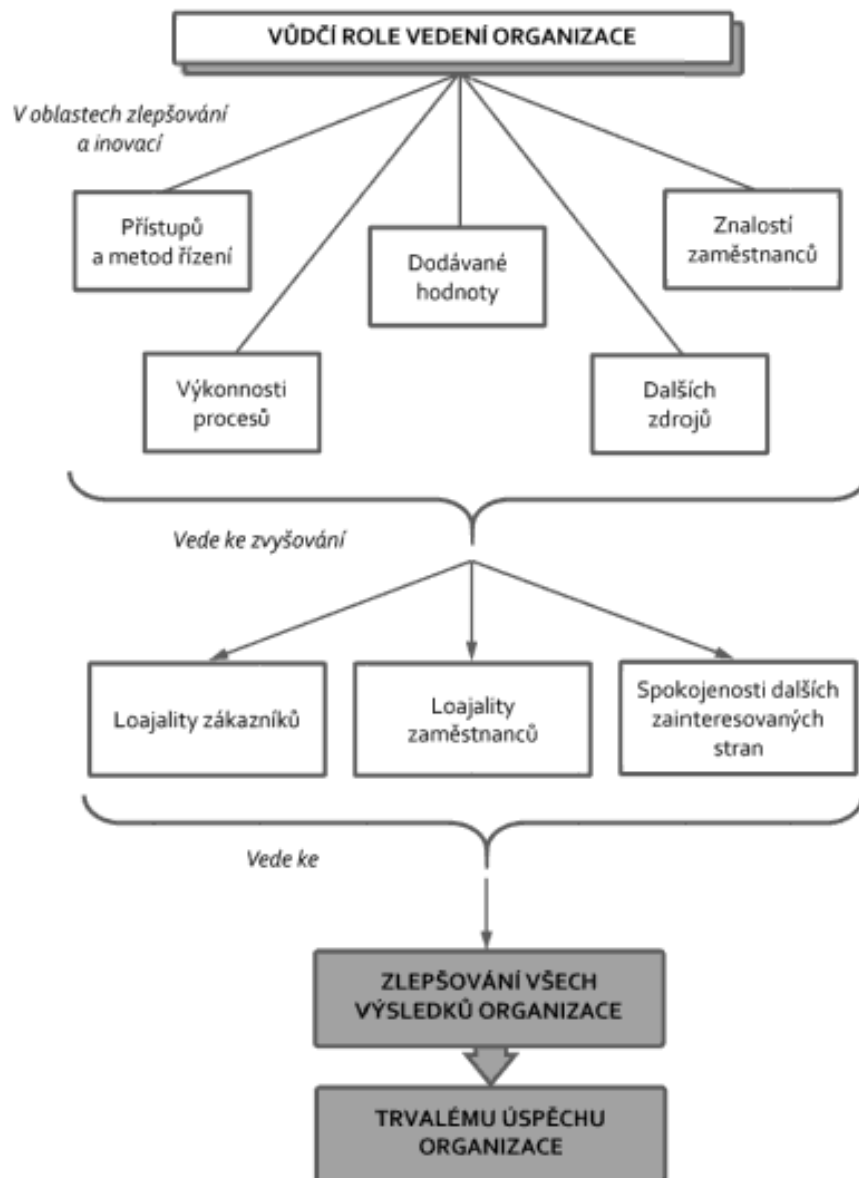 VŮDČÍ ROLE VEDENÍ ORGANIZACE
V oblastech zlepšování
a inovací
Přístupů
a metod řízení
Dodávané
hodnoty
Znalostí
zaměstnanců
Výkonnosti
procesů
Dalších
zdrojů
Vede ke zvyšování
Loajality zákazníků
Loajality
zaměstnanců
Spokojenosti dalších
zainteresovaných
stran
Vede ke
ZLEPŠOVÁNÍ VŠECH
VÝSLEDKŮ ORGANIZACE
TRVALÉMU ÚSPĚCHU
ORGANIZACE